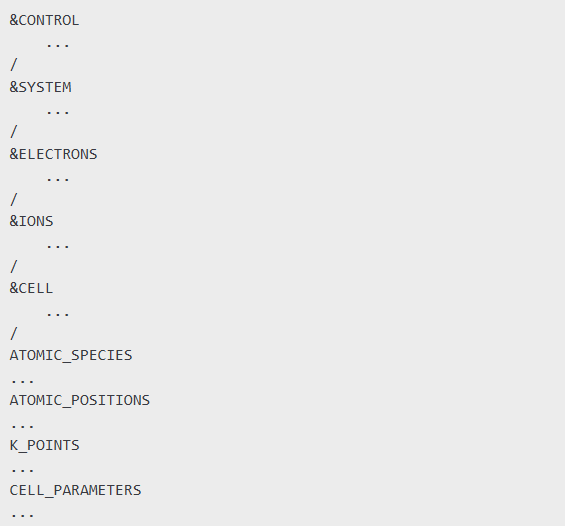 &CONTROL
...
/
&SYSTEM
...
/
&ELECTRONS
...
/
&IONS
...
/
&CELL
...
/
ATOMIC_SPECIES
...
ATOMIC_POSITIONS
...
K_POINTS
...
CELL_PARAMETERS
...